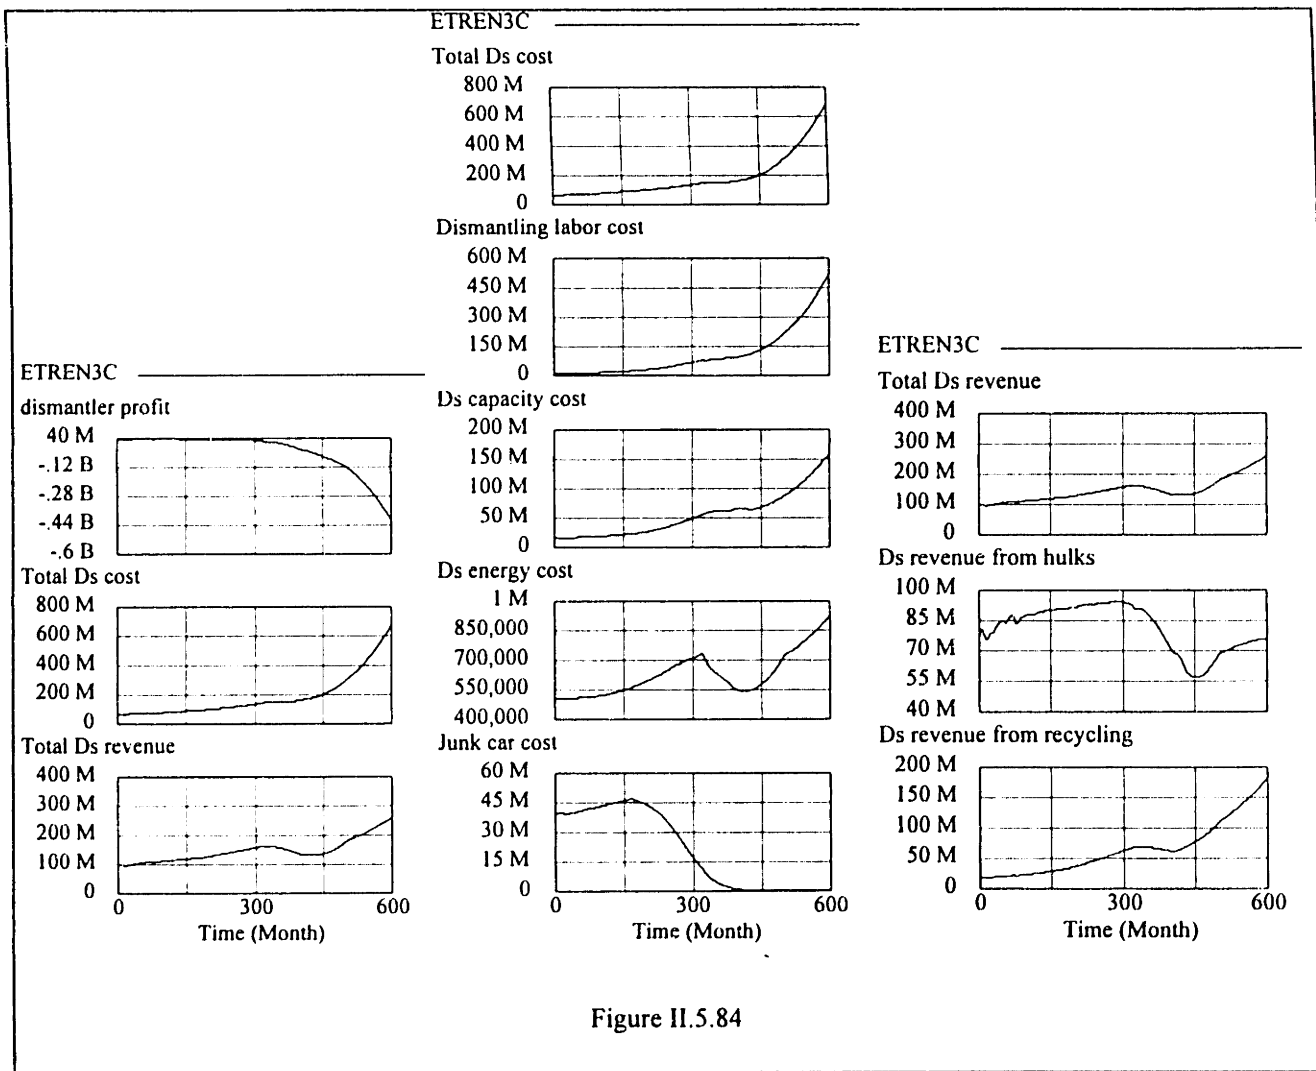 ETREN3C
dismantler profit
40 M
-.12 B
-.28 B
-.44 B
-.6 B
Total Ds cost
800 M
600 M
400 M
200 M
0
Total Ds revenue
400 M
300 M
200 M
100 M
0
0 300 600
Time (Month)
ETREN3C
Total Ds cost
800 M
600 M
400 M
200 M
0
Dismantling labor cost
600 M
450 M
300 M
150 M
0
Ds capacity cost
200 M
150 M
100 M
50 M
0
Ds energy cost
1 M
850,000
700,000
550,000
400,000
Junk car cost
60 M
45 M
30 M
15 M
0
0 300 600
Time (Month)
ETREN3C
Total Ds revenue
400 M
300 M
200 M
100 M
0
Ds revenue from hulks
100 M
85 M
70 M
55 M
40 M
Ds revenue from recycling
200 M
150 M
100 M
50 M
0
0 300 600
Time (Month)
Figure II.5.84